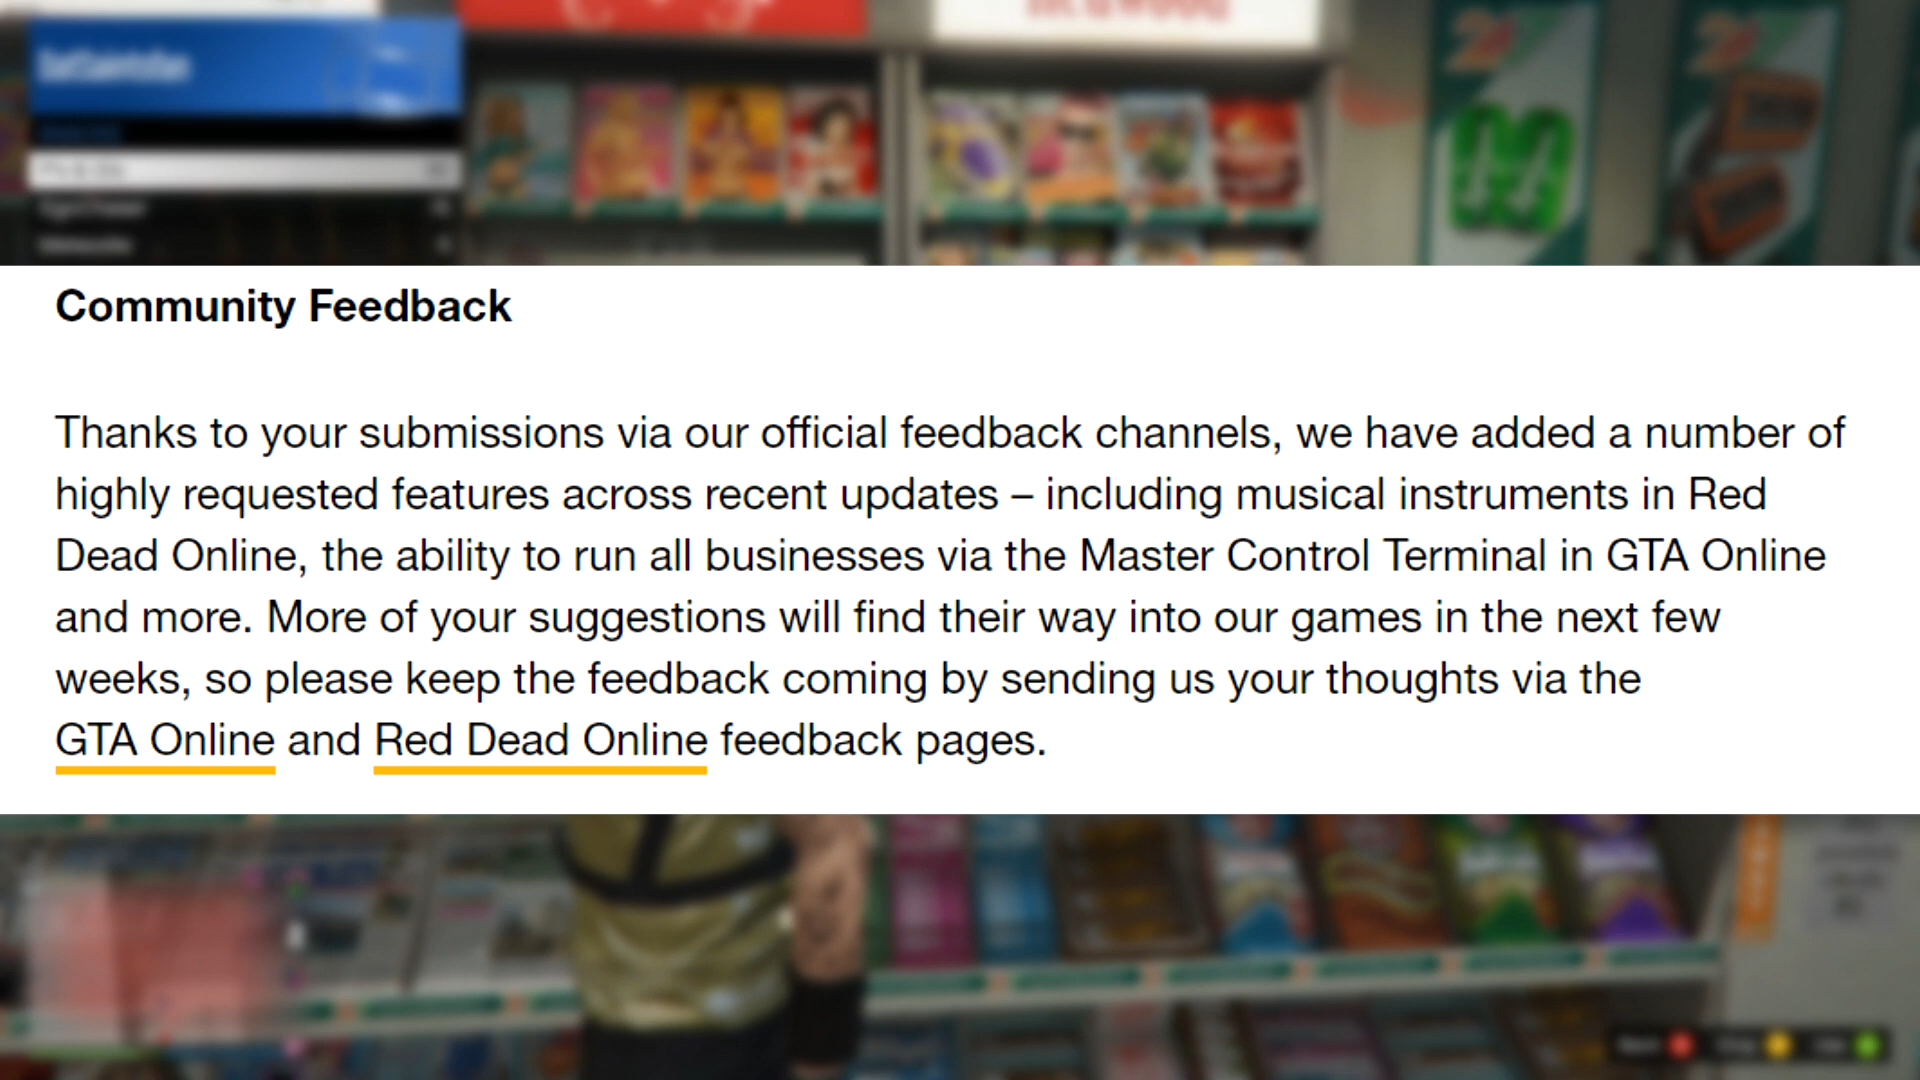 Community Feedback
Thanks to your submissions via our official feedback channels, we have added a number of
highly requested features across recent updates – including musical instruments in Red
Dead Online, the ability to run all businesses via the Master Control Terminal in GTA Online
and more. More of your suggestions will find their way into our games in the next few
weeks, so please keep the feedback coming by sending us your thoughts via the
GTA Online and Red Dead Online feedback pages.